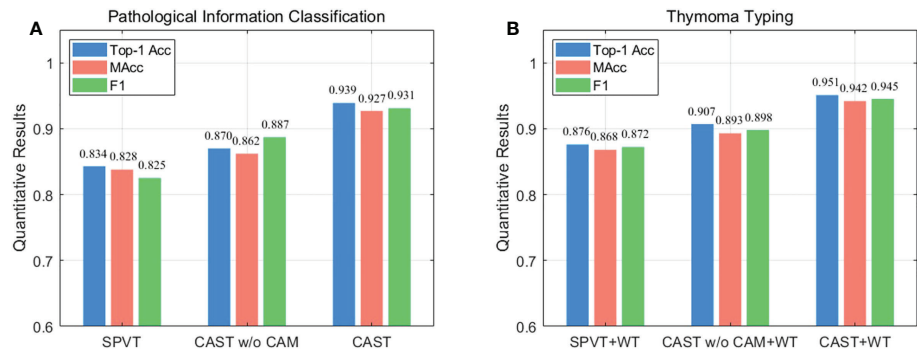 A
Pathological Information Classification
Quantitative Results
1
0.9
0.8
0.7
0.6
Top-1 Acc
MAcc
F1
0.834 0.828 0.825
0.870 0.862 0.887
0.939 0.927 0.931
SPVT CAST w/o CAM CAST
B
Thymoma Typing
Quantitative Results
1
0.9
0.8
0.7
0.6
Top-1 Acc
MAcc
F1
0.876 0.868 0.872
0.907 0.893 0.898
0.951 0.942 0.945
SPVT+WT CAST w/o CAM+WT CAST+WT